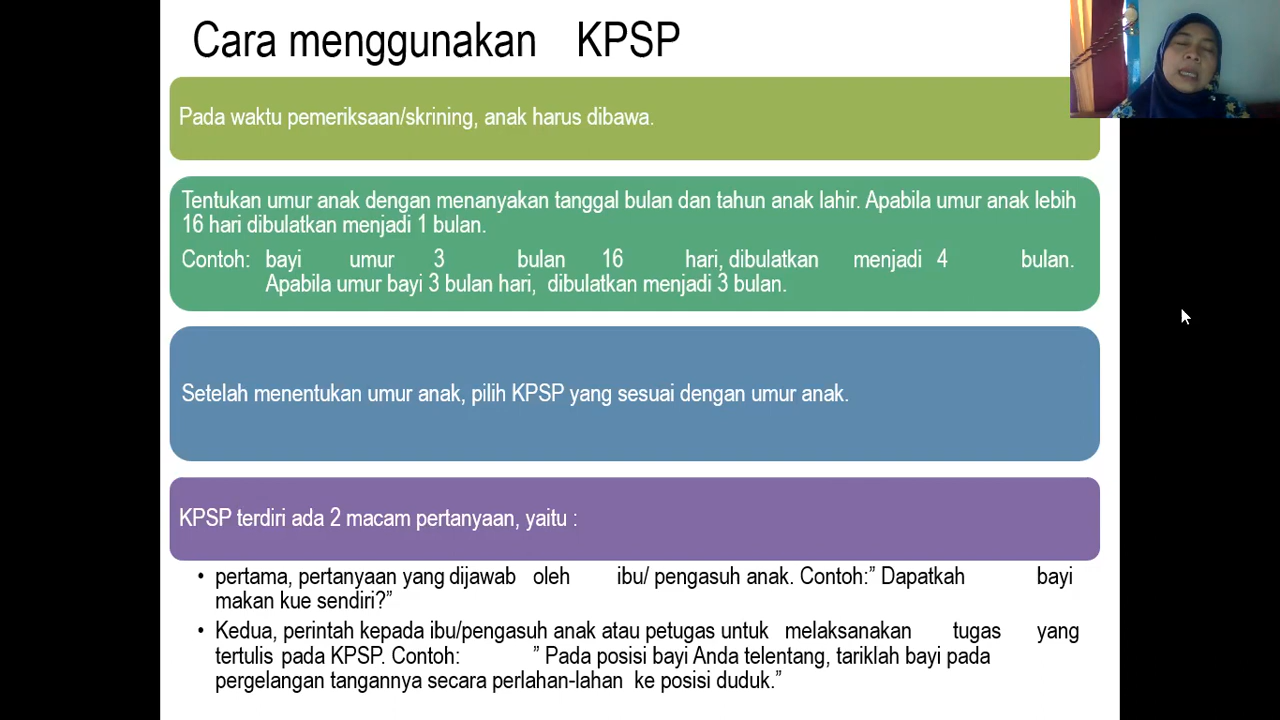 Cara menggunakan KPSP
Pada waktu pemeriksaan/skrining, anak harus dibawa.
Tentukan umur anak dengan menanyakan tanggal bulan dan tahun anak lahir. Apabila umur anak lebih
16 hari dibulatkan menjadi 1 bulan.
Contoh: bayi umur 3 bulan 16 hari, dibulatkan menjadi 4 bulan.
Apabila umur bayi 3 bulan hari, dibulatkan menjadi 3 bulan.
Setelah menentukan umur anak, pilih KPSP yang sesuai dengan umur anak.
KPSP terdiri ada 2 macam pertanyaan, yaitu :
• pertama, pertanyaan yang dijawab oleh ibu/ pengasuh anak. Contoh:” Dapatkah bayi
makan kue sendiri?”
• Kedua, perintah kepada ibu/pengasuh anak atau petugas untuk melaksanakan tugas yang
tertulis pada KPSP. Contoh: ” Pada posisi bayi Anda telentang, tariklah bayi pada
pergelangan tangannya secara perlahan-lahan ke posisi duduk.”